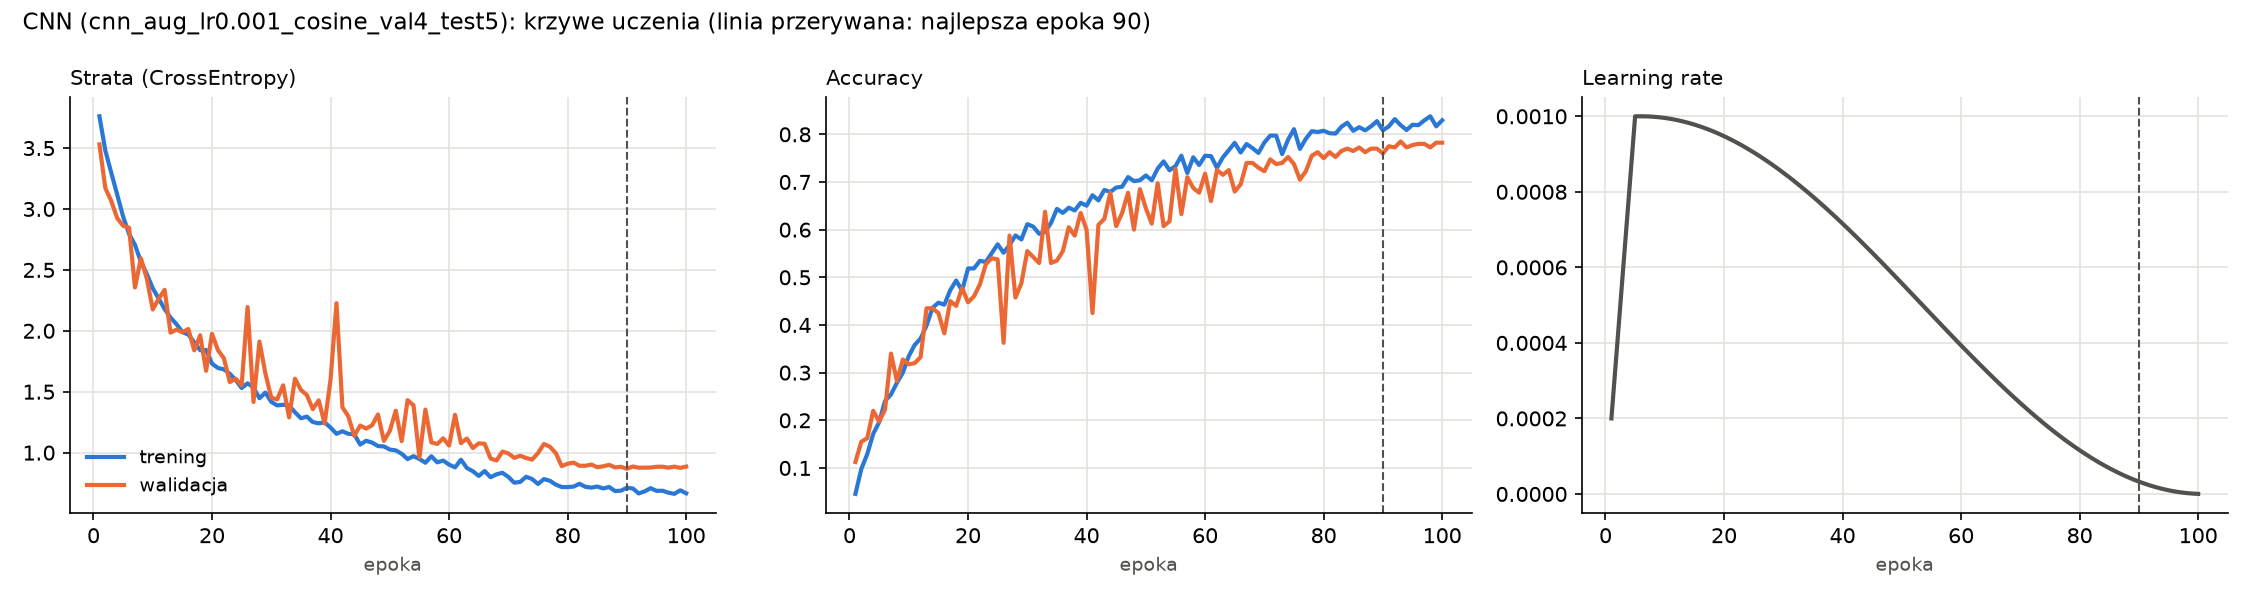 CNN (cnn_aug_lr0.001_cosine_val4_test5): krzywe uczenia (linia przerywana: najlepsza epoka 90)
Strata (CrossEntropy)
3.5
3.0
2.5
2.0
1.5
1.0
trening
walidacja
0 20 40 60 80 100
epoka
Accuracy
0.8
0.7
0.6
0.5
0.4
0.3
0.2
0.1
0 20 40 60 80 100
epoka
Learning rate
0.0010
0.0008
0.0006
0.0004
0.0002
0.0000
0 20 40 60 80 100
epoka